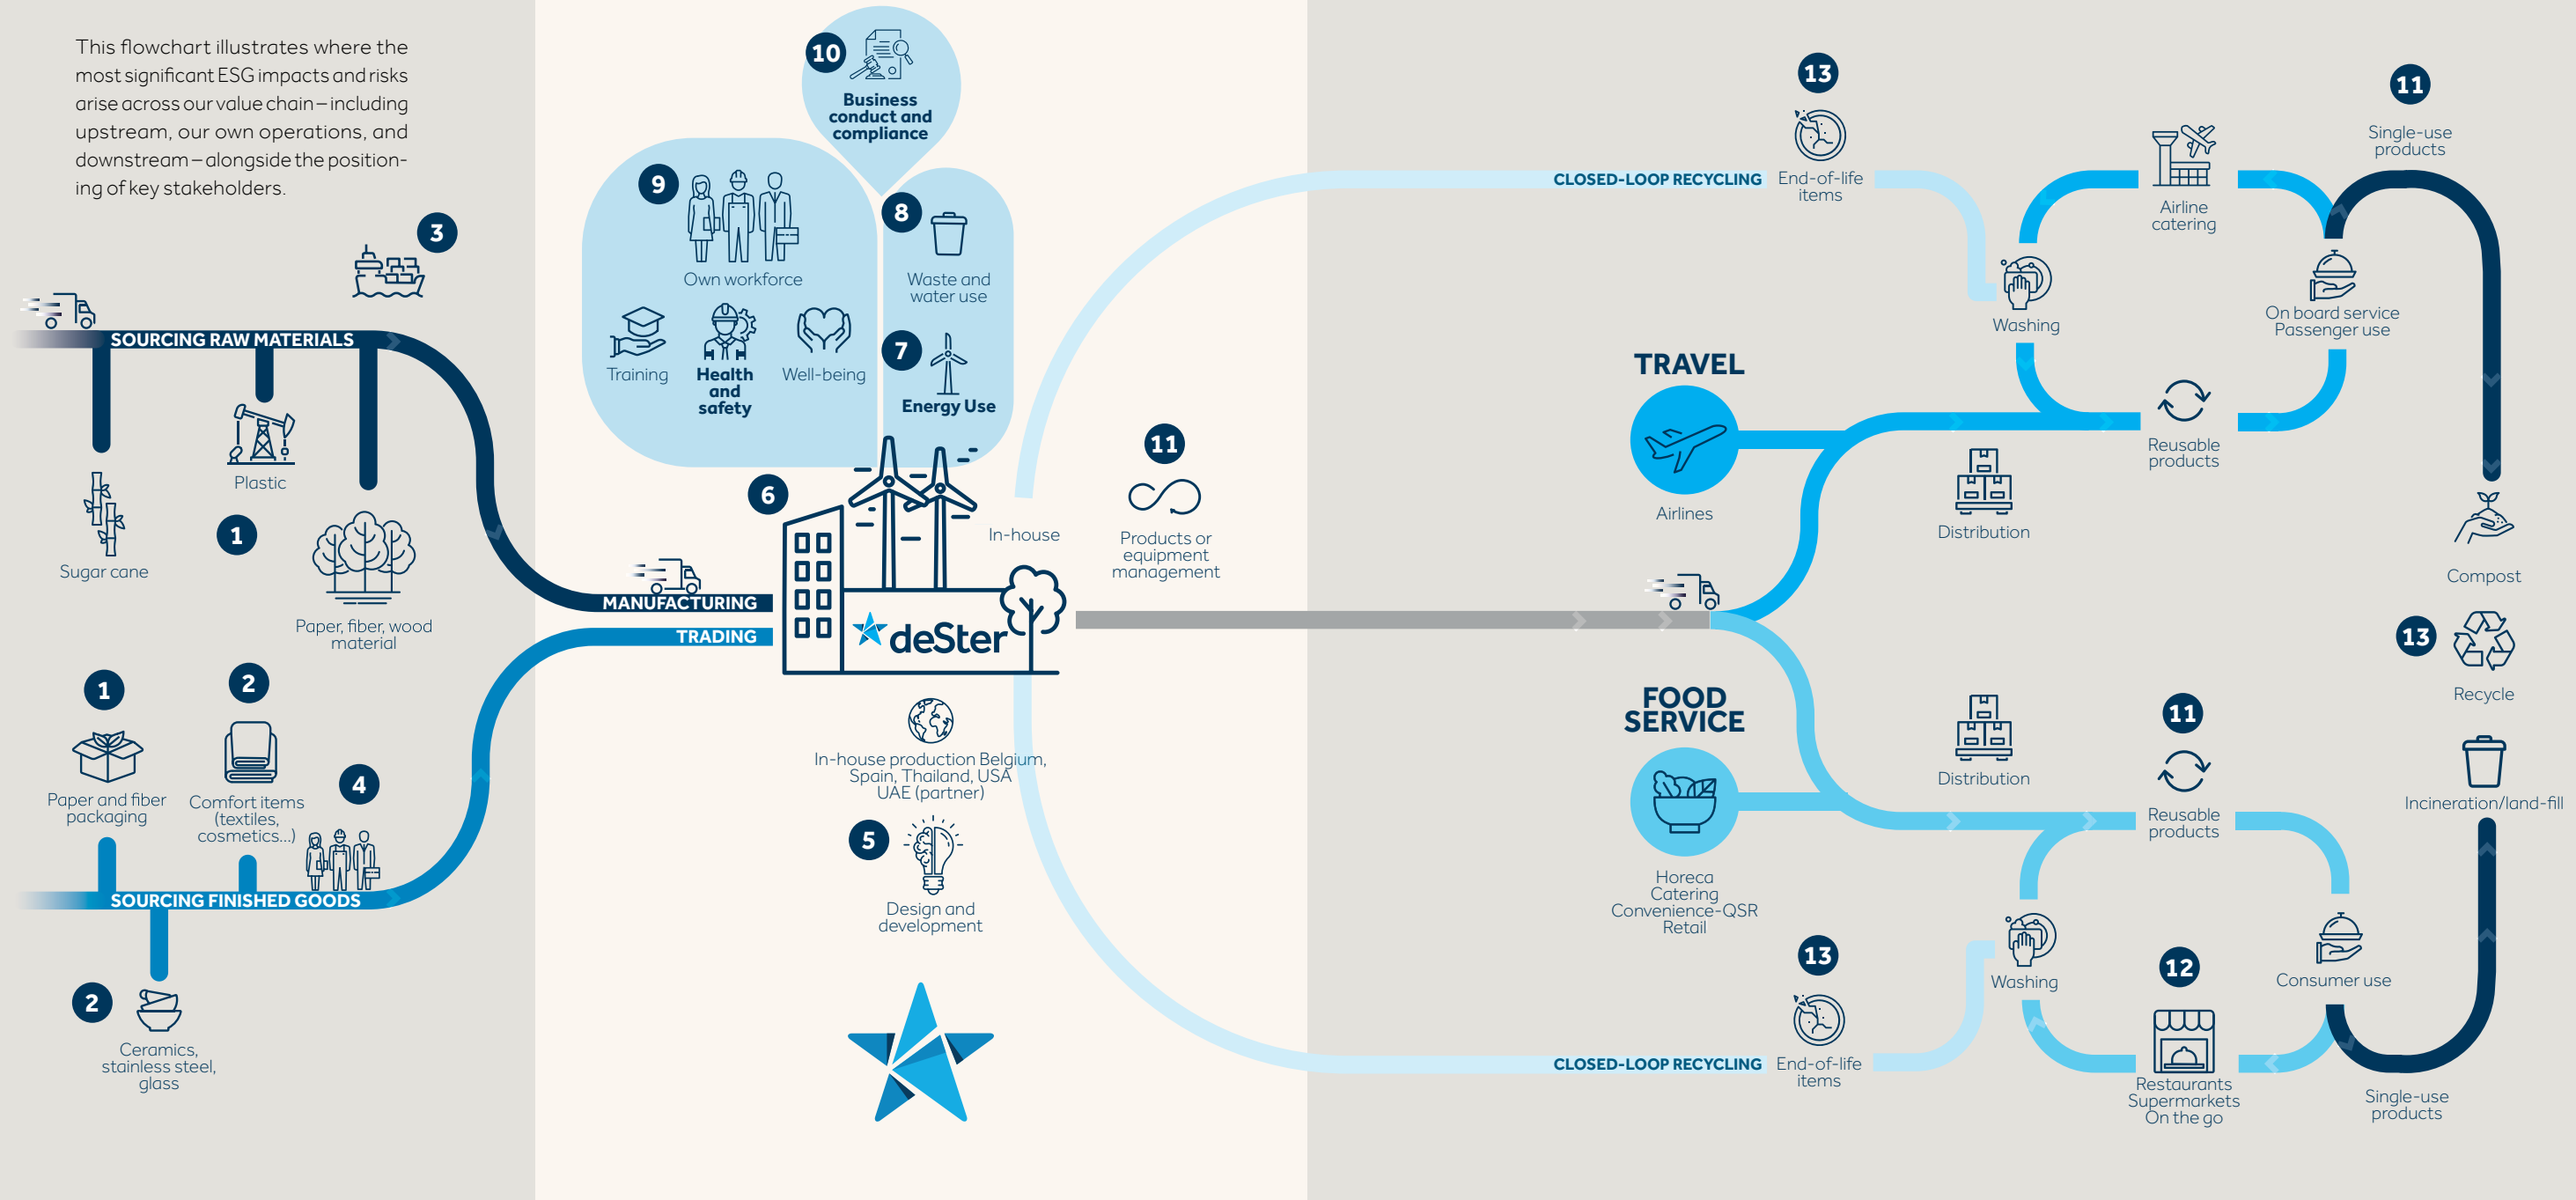 This flowchart illustrates where the
most significant ESG impacts and risks
arise across our value chain – including
upstream, our own operations, and
downstream – alongside the position-
ing of key stakeholders.
3
SOURCING RAW MATERIALS
Sugar cane
Plastic
1
Paper, fiber, wood
material
1
Paper and fiber
packaging
2
Comfort items
(textiles,
cosmetics...)
4
SOURCING FINISHED GOODS
2
Ceramics,
stainless steel,
glass
10
Business
conduct and
compliance
9
Own workforce
Training
Health
and
safety
Well-being
8
Waste and
water use
7
Energy Use
6
In-house
MANUFACTURING
TRADING
deSter
In-house production Belgium,
Spain, Thailand, USA
UAE (partner)
5
Design and
development
11
Products or
equipment
management
CLOSED-LOOP RECYCLING
13
End-of-life
items
Washing
Airline
catering
11
Single-use
products
On board service
Passenger use
TRAVEL
Airlines
Distribution
Reusable
products
Compost
13
Recycle
Incineration/land-fill
FOOD
SERVICE
Horeca
Catering
Convenience-QSR
Retail
Distribution
11
Reusable
products
Washing
12
Restaurants
Supermarkets
On the go
Consumer use
Single-use
products
CLOSED-LOOP RECYCLING
13
End-of-life
items